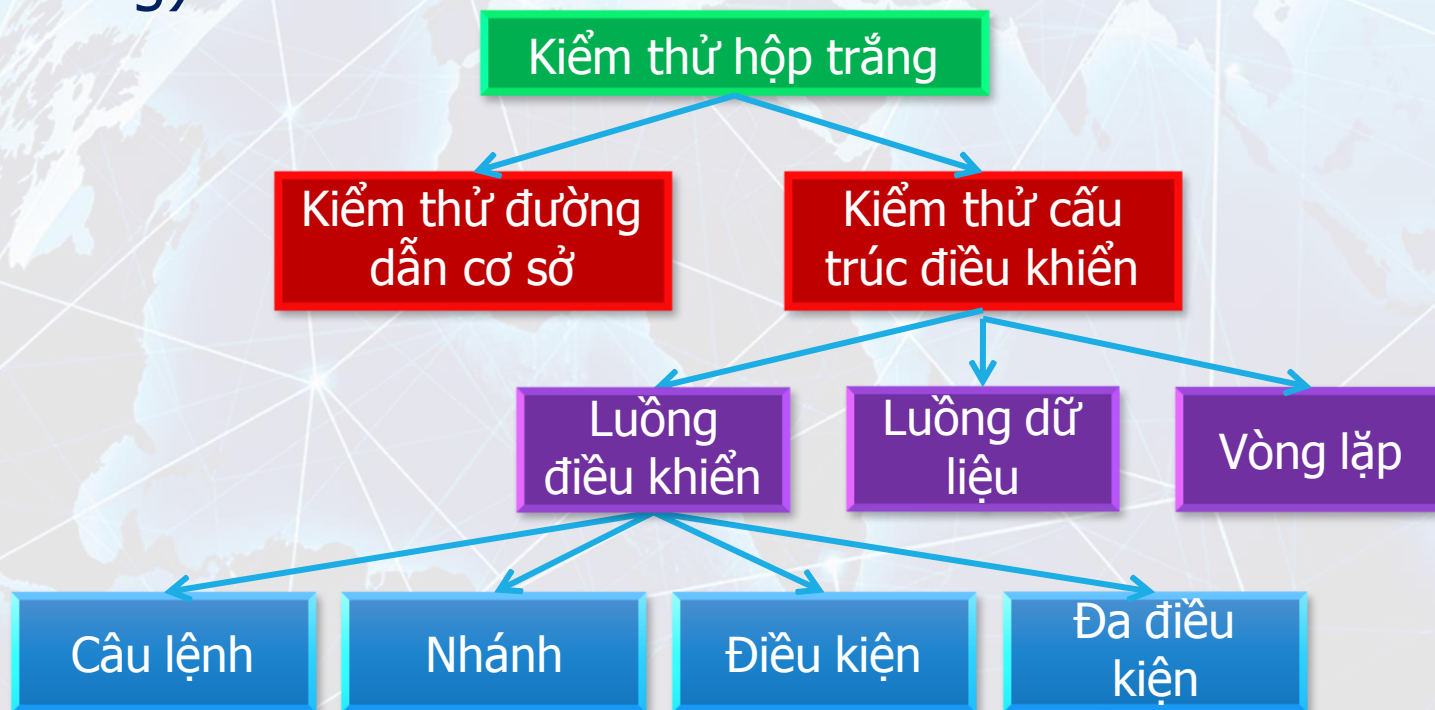 Kiểm thử hộp trắng
Kiểm thử đường
dẫn cơ sở
Kiểm thử cấu
trúc điều khiển
Luồng
điều khiển
Luồng dữ
liệu
Vòng lặp
Câu lệnh
Nhánh
Điều kiện
Đa điều
kiện